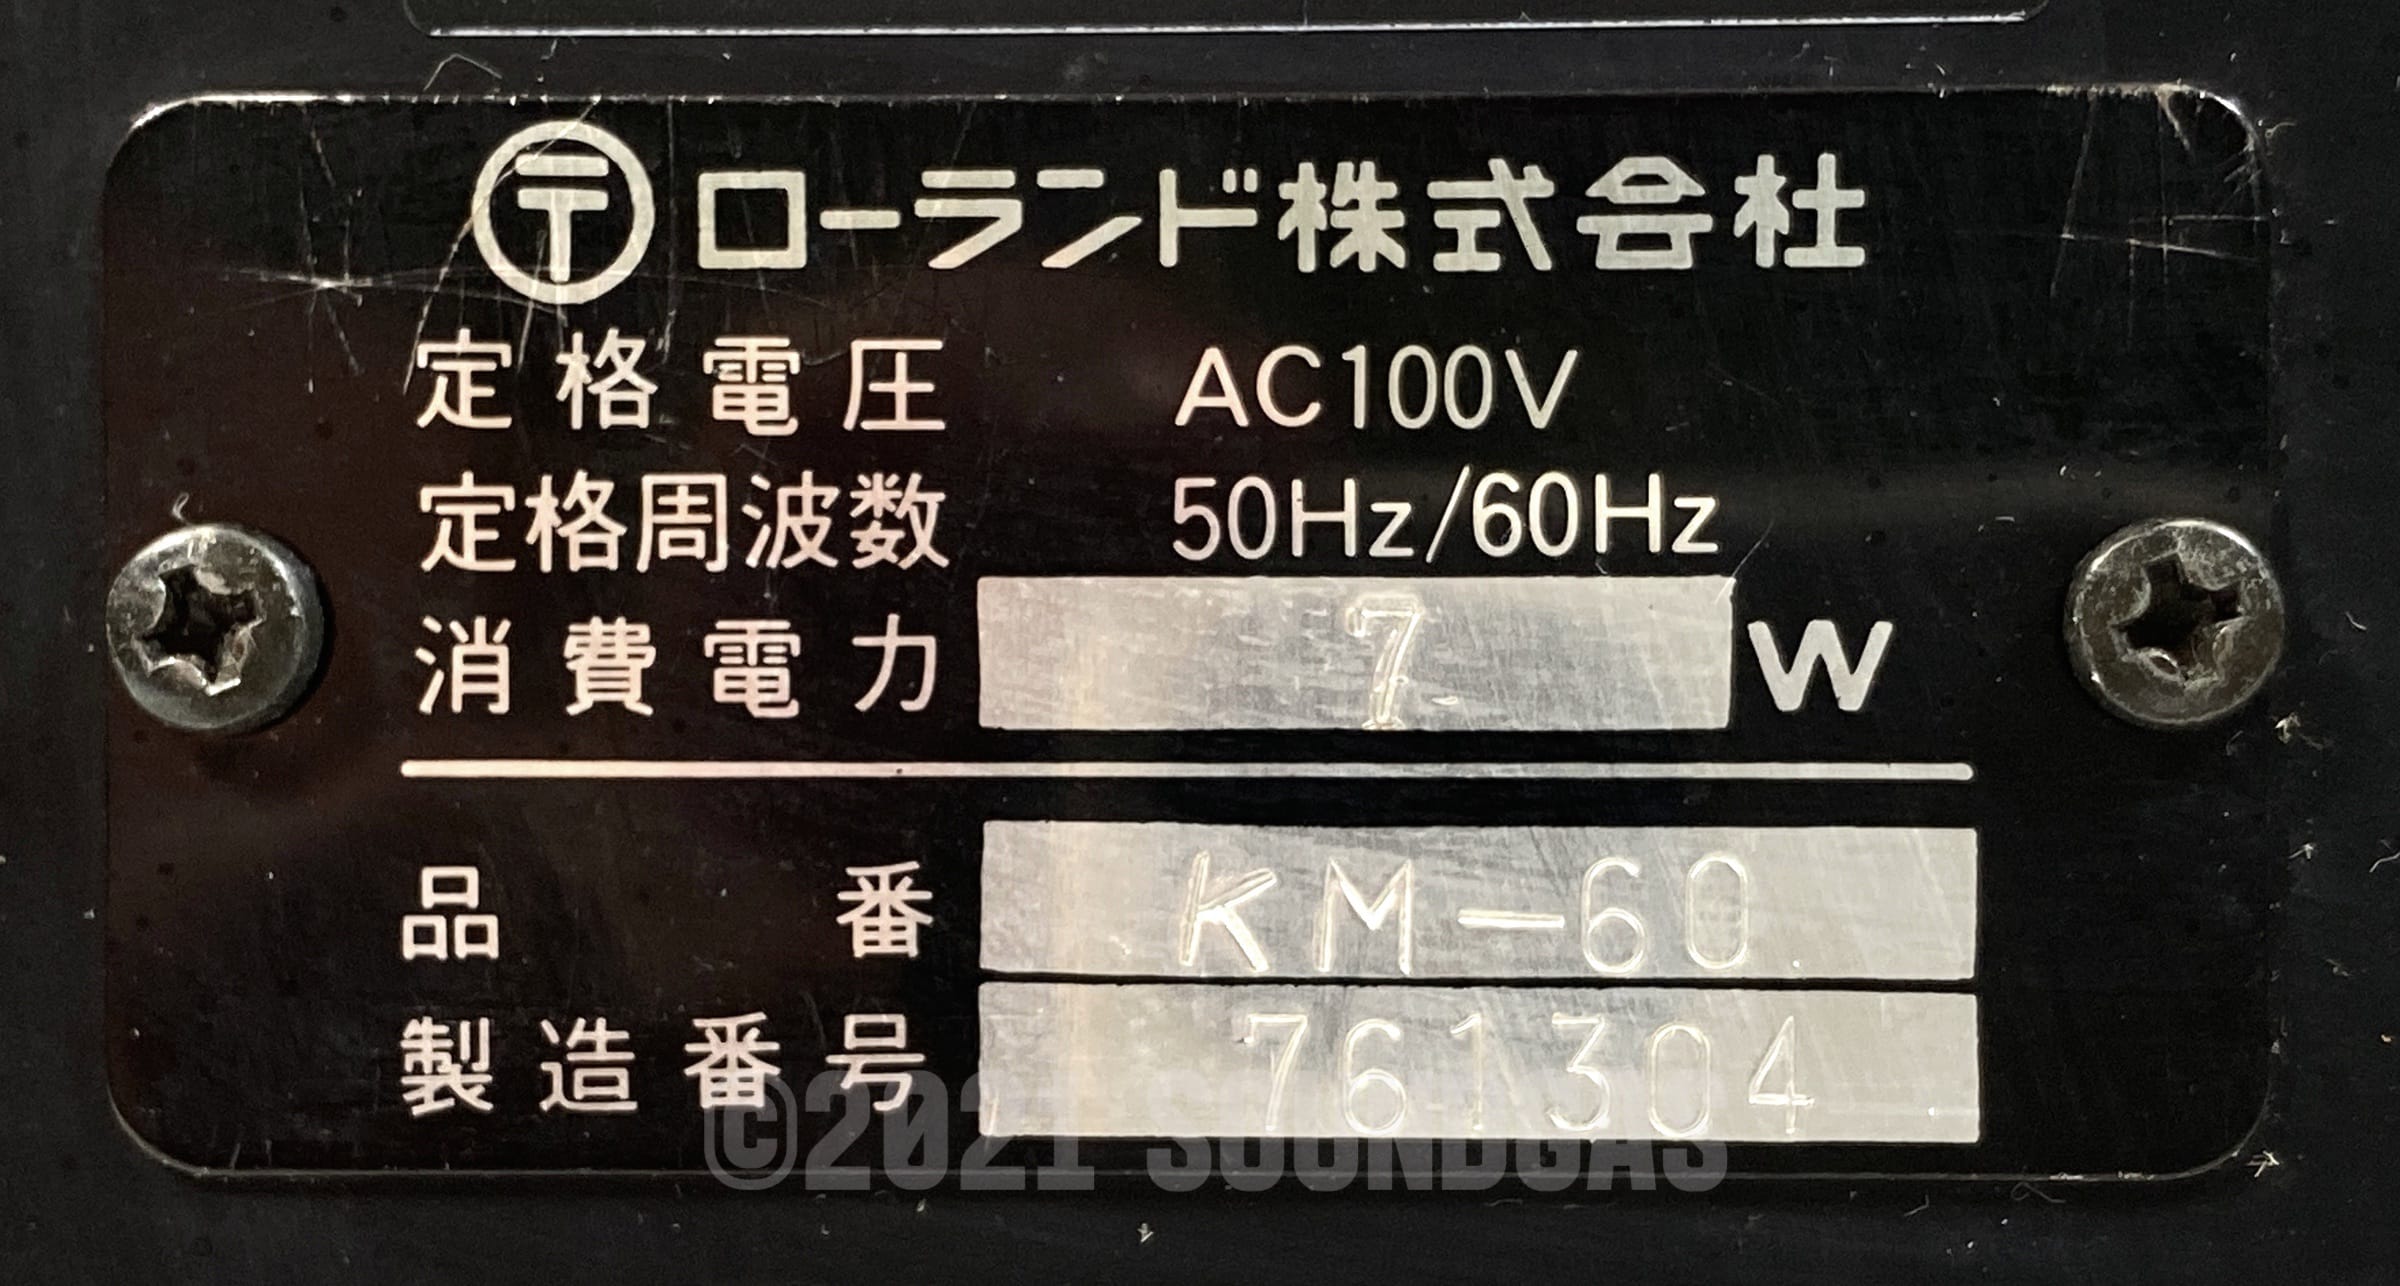 〶 ローランド株式会社
定格電圧 AC100V
定格周波数 50Hz/60Hz
消費電力 7 W
品番 KM-60
製造番号 761304
©2021 SOUNDGAS